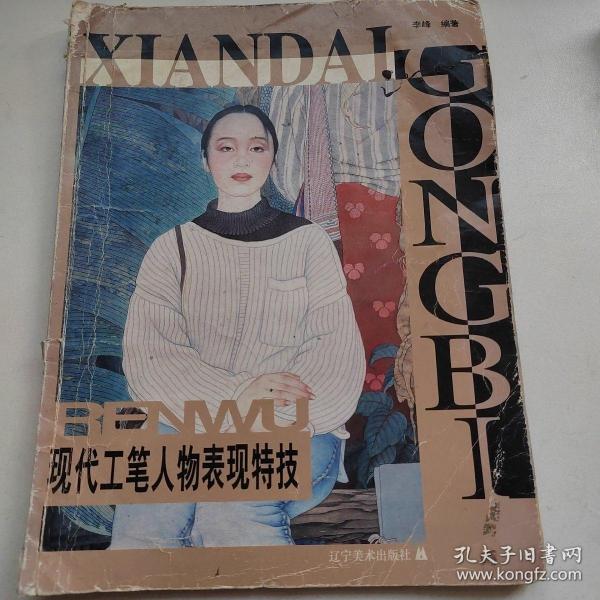 李峰 编著
XIANDAI
GONGBI
RENWU
现代工笔人物表现特技
辽宁美术出版社
孔夫子旧书网
www.kongfz.com